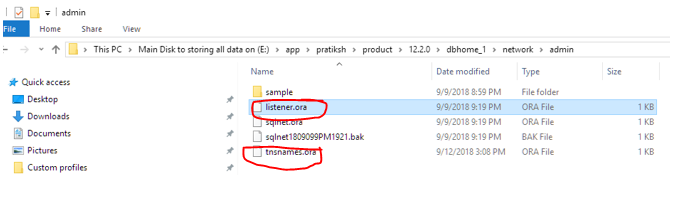 admin
File Home Share View
This PC > Main Disk to storing all data on (E:) > app > pratiksh > product > 12.2.0 > dbhome_1 > network > admin
Name Date modified Type Size
Quick access
sample 9/9/2018 8:59 PM File folder
Desktop listener.ora 9/9/2018 9:19 PM ORA File 1 KB
Downloads sqlnet.ora 9/9/2018 9:19 PM ORA File 1 KB
Documents sqlnet1809099PM1921.bak 9/9/2018 9:19 PM BAK File 1 KB
Pictures tnsnames.ora 9/12/2018 3:08 PM ORA File 1 KB
Custom profiles